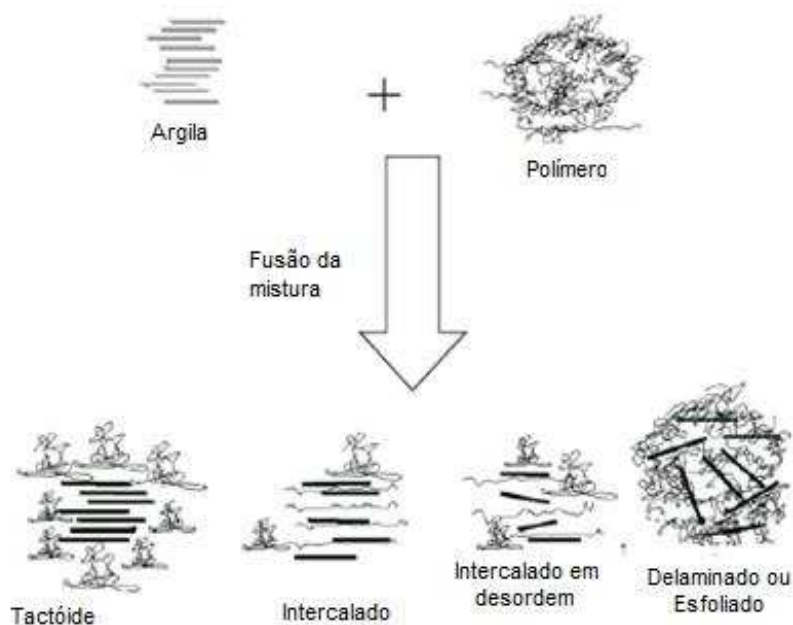 Argila
+
Polímero
Fusão da
mistura
Tactóide
Intercalado
Intercalado em
desordem
Delaminado ou
Esfoliado